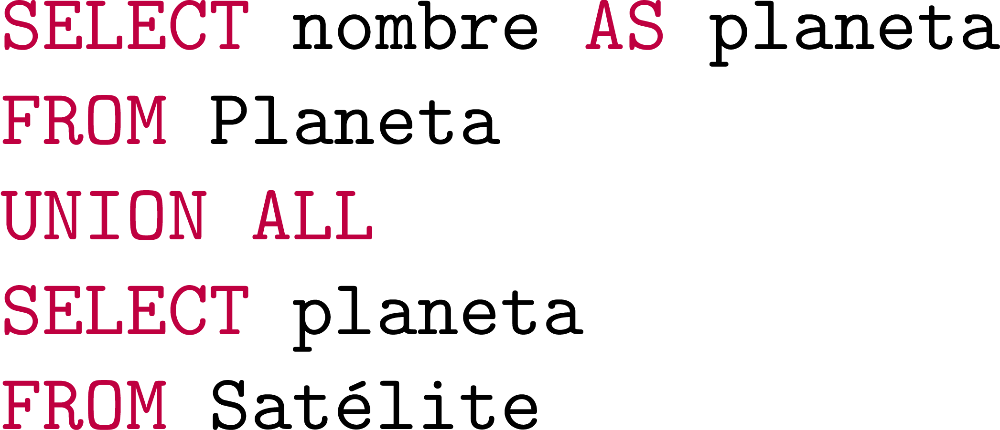 SELECT nombre AS planeta
FROM Planeta
UNION ALL
SELECT planeta
FROM Satélite